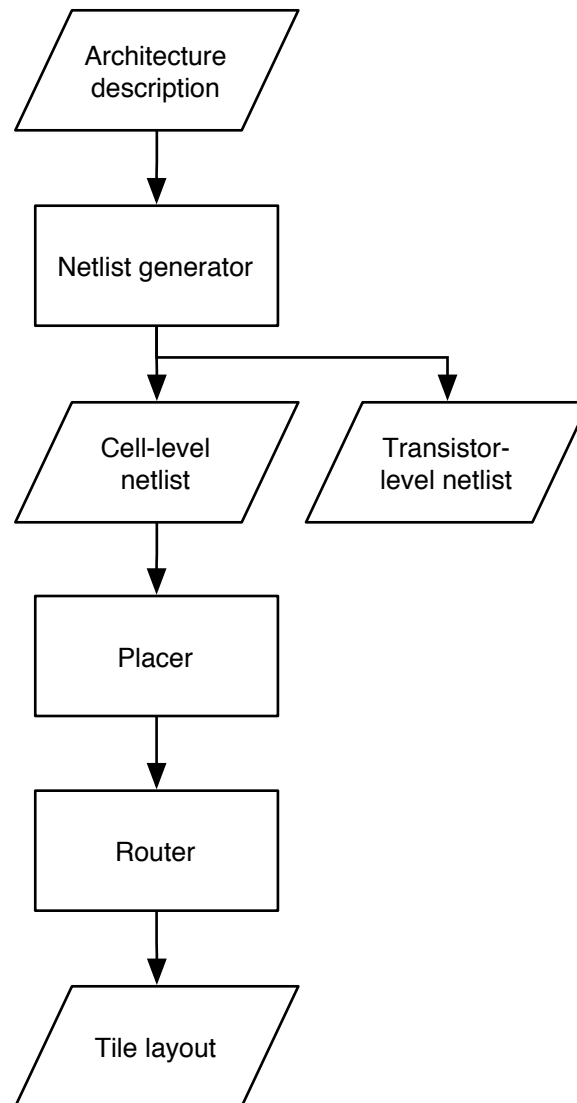 Architecture
description
Netlist generator
Cell-level
netlist
Transistor-
level netlist
Placer
Router
Tile layout